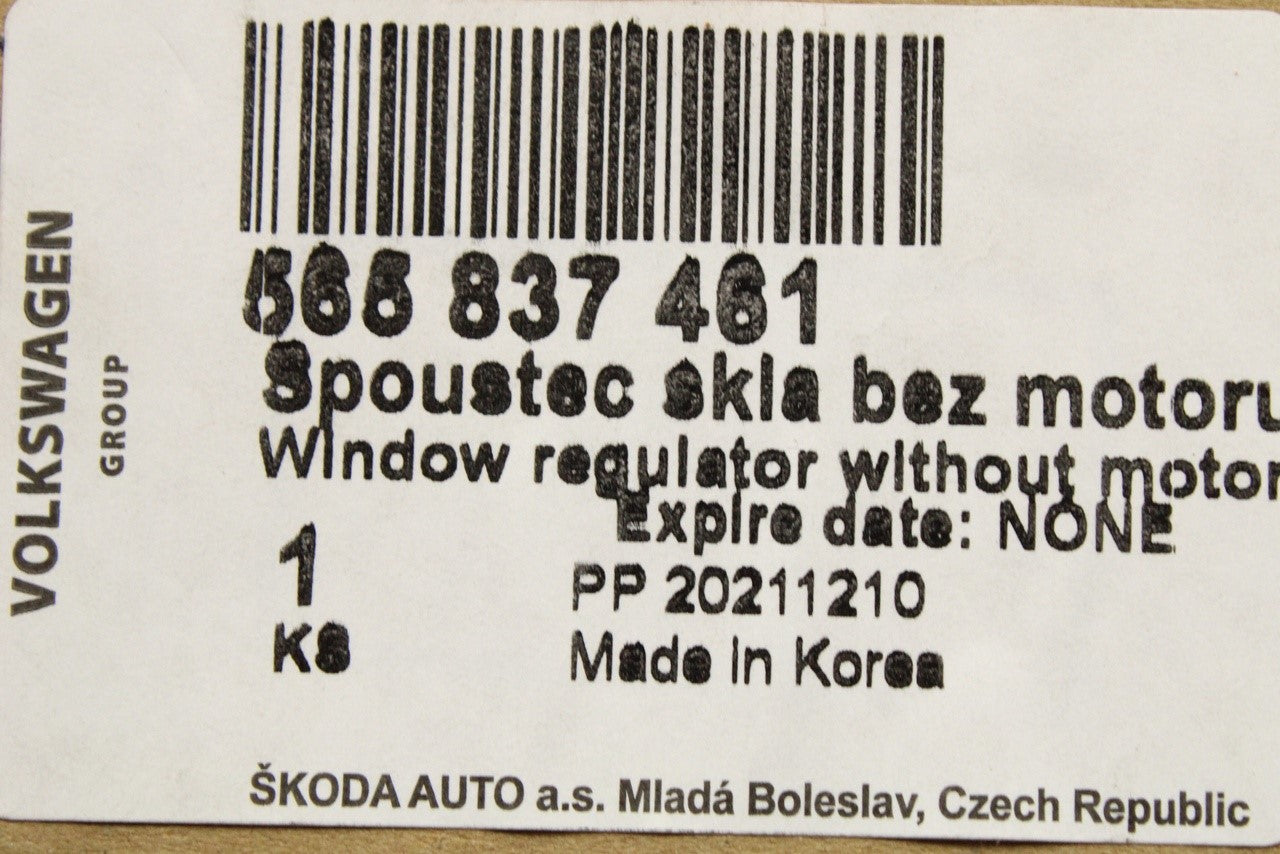 VOLKSWAGEN
GROUP
565 837 461
Spoustec skla bez motoru
Window regulator without motor
Expire date: NONE
1
PP 20211210
KS
Made in Korea
ŠKODA AUTO a.s. Mladá Boleslav, Czech Republic